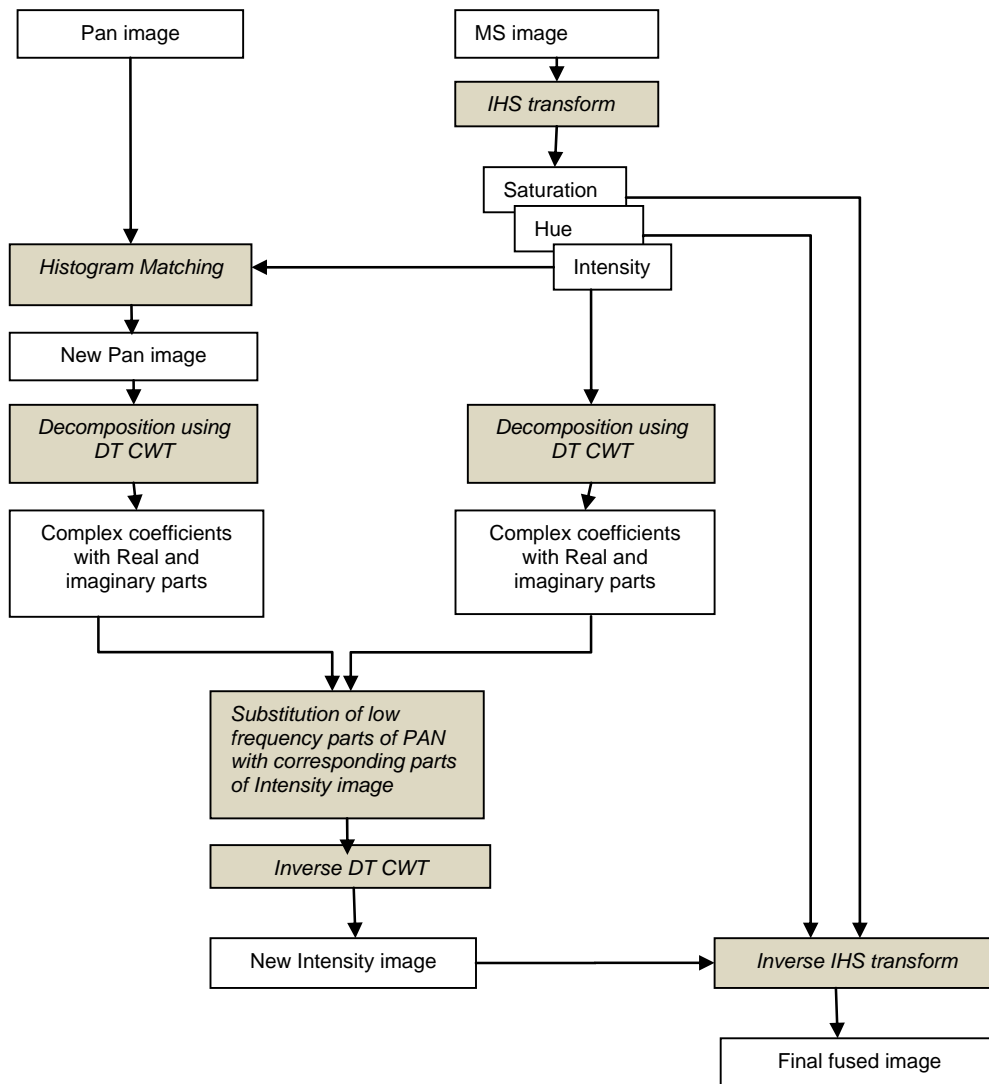 Pan image
MS image
IHS transform
Saturation
Hue
Intensity
Histogram Matching
New Pan image
Decomposition using
DT CWT
Decomposition using
DT CWT
Complex coefficients
with Real and
imaginary parts
Complex coefficients
with Real and
imaginary parts
Substitution of low
frequency parts of PAN
with corresponding parts
of Intensity image
Inverse DT CWT
New Intensity image
Inverse IHS transform
Final fused image